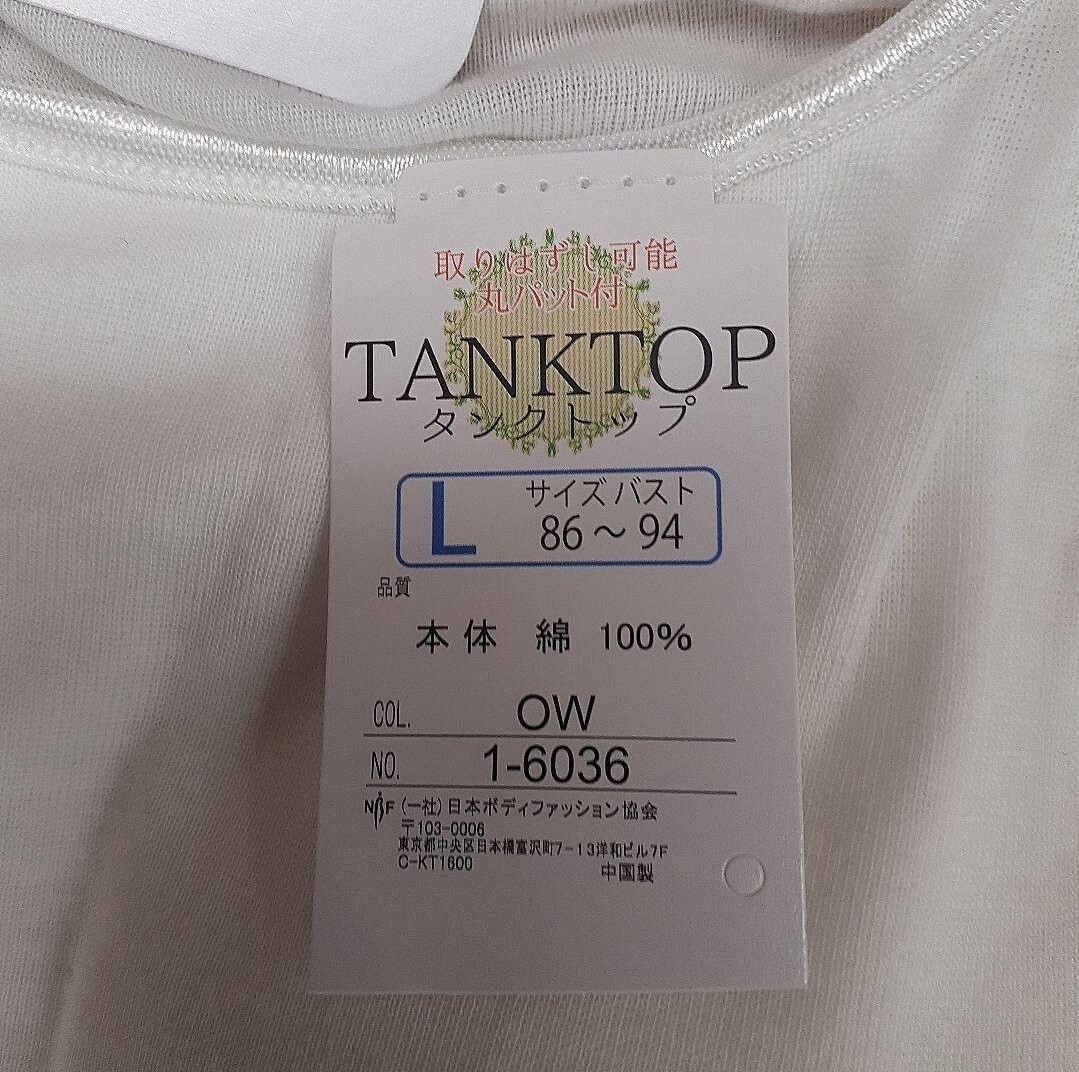 取りはずし可能
丸パット付
TANKTOP
タンクトップ
L サイズ バスト
86～94
品質
本体 綿 100%
COL. OW
NO. 1-6036
NBF (一社)日本ボディファッション協会
〒103-0006
東京都中央区日本橋富沢町7-13洋和ビル7F
C-KT1600 中国製